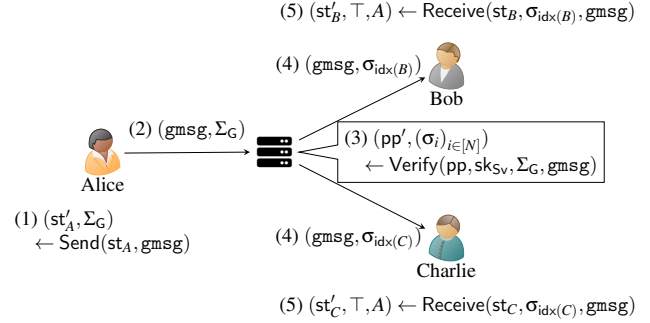 (5) (st′_B, ⊤, A) ← Receive(st_B, σ_idx(B), gmsg)
(4) (gmsg, σ_idx(B))
Bob
(2) (gmsg, Σ_G)
(3) (pp′, (σ_i)_{i∈[N]})
← Verify(pp, sk_Sv, Σ_G, gmsg)
Alice
(1) (st′_A, Σ_G)
← Send(st_A, gmsg)
(4) (gmsg, σ_idx(C))
Charlie
(5) (st′_C, ⊤, A) ← Receive(st_C, σ_idx(C), gmsg)